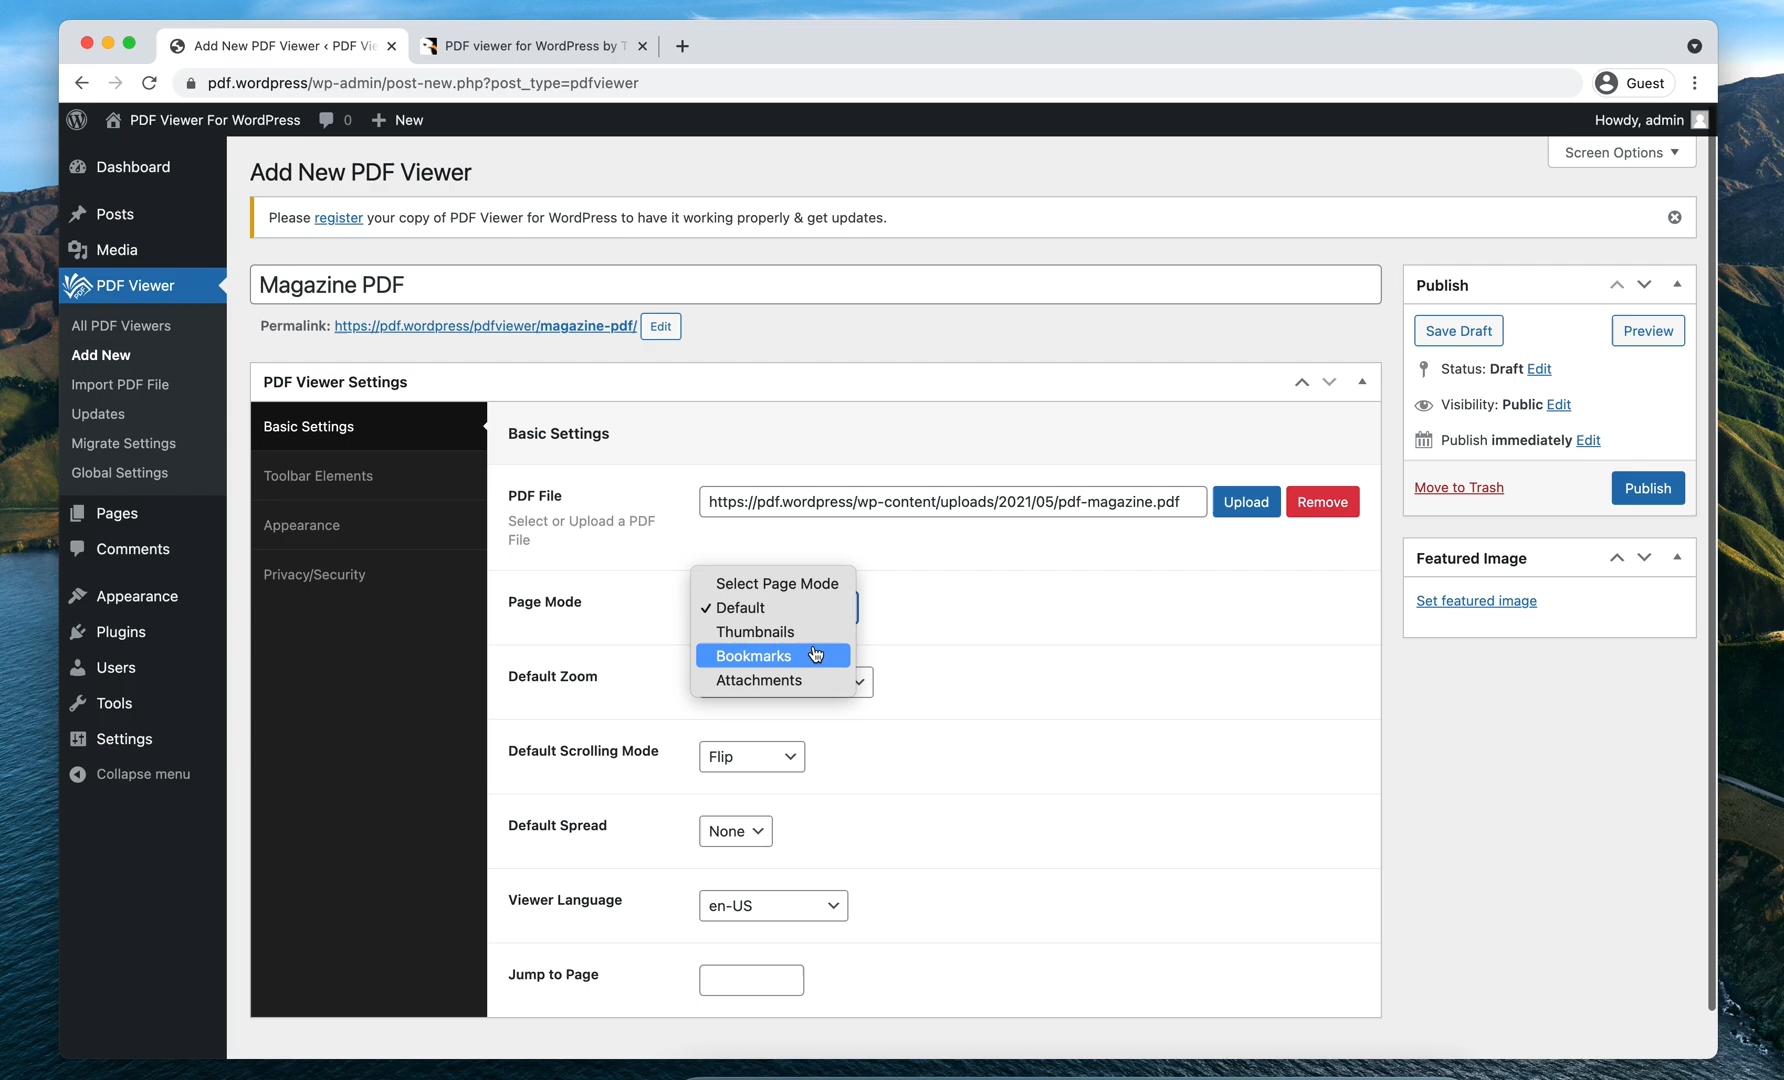 Add New PDF Viewer ‹ PDF Vie
PDF viewer for WordPress by T
pdf.wordpress/wp-admin/post-new.php?post_type=pdfviewer
Guest
PDF Viewer For WordPress
0
New
Howdy, admin
Dashboard
Posts
Media
PDF Viewer
All PDF Viewers
Add New
Import PDF File
Updates
Migrate Settings
Global Settings
Pages
Comments
Appearance
Plugins
Users
Tools
Settings
Collapse menu
Screen Options
Add New PDF Viewer
Please register your copy of PDF Viewer for WordPress to have it working properly & get updates.
Magazine PDF
Permalink: https://pdf.wordpress/pdfviewer/magazine-pdf/ Edit
PDF Viewer Settings
Basic Settings
Toolbar Elements
Appearance
Privacy/Security
Basic Settings
PDF File
Select or Upload a PDF
File
https://pdf.wordpress/wp-content/uploads/2021/05/pdf-magazine.pdf
Upload
Remove
Page Mode
Select Page Mode
✓ Default
Thumbnails
Bookmarks
Attachments
Default Zoom
Default Scrolling Mode
Flip
Default Spread
None
Viewer Language
en-US
Jump to Page
Publish
Save Draft
Preview
Status: Draft Edit
Visibility: Public Edit
Publish immediately Edit
Move to Trash
Publish
Featured Image
Set featured image